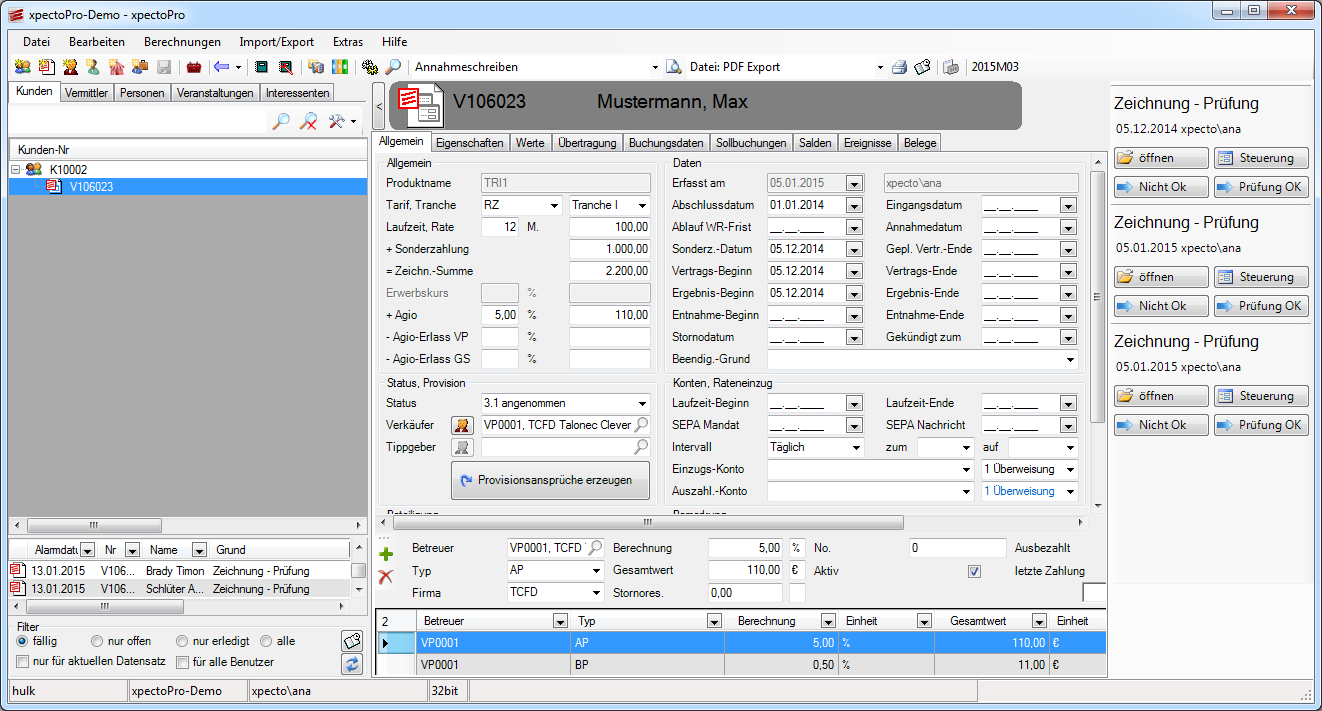 xpectoPro-Demo - xpectoPro
Datei Bearbeiten Berechnungen Import/Export Extras Hilfe
Annahmeschreiben Datei: PDF Export 2015M03
Kunden Vermittler Personen Veranstaltungen Interessenten
Kunden-Nr
K10002
V106023
< V106023 Mustermann, Max
Allgemein Eigenschaften Werte Übertragung Buchungsdaten Sollbuchungen Salden Ereignisse Belege
Allgemein
Produktname TRI1
Tarif, Tranche RZ Tranche I
Laufzeit, Rate 12 M. 100,00
+ Sonderzahlung 1.000,00
= Zeichn.-Summe 2.200,00
Erwerbskurs %
+ Agio 5,00 % 110,00
- Agio-Erlass VP %
- Agio-Erlass GS %
Daten
Erfasst am 05.01.2015 xpecto\ana
Abschlussdatum 01.01.2014 Eingangsdatum __.__.____
Ablauf WR-Frist __.__.____ Annahmedatum __.__.____
Sonderz.-Datum 05.12.2014 Gepl. Vertr.-Ende __.__.____
Vertrags-Beginn 05.12.2014 Vertrags-Ende __.__.____
Ergebnis-Beginn 05.12.2014 Ergebnis-Ende __.__.____
Entnahme-Beginn __.__.____ Entnahme-Ende __.__.____
Stornodatum __.__.____ Gekündigt zum __.__.____
Beendig.-Grund
Status, Provision
Status 3.1 angenommen
Verkäufer VP0001, TCFD Talonec Clever
Tippgeber
Provisionsansprüche erzeugen
Konten, Rateneinzug
Laufzeit-Beginn __.__.____ Laufzeit-Ende __.__.____
SEPA Mandat __.__.____ SEPA Nachricht __.__.____
Intervall Täglich zum auf
Einzugs-Konto 1 Überweisung
Auszahl.-Konto 1 Überweisung
Beteiligung Bemerkung
Betreuer VP0001, TCFD Berechnung 5,00 % No. 0 Ausbezahlt
Typ AP Gesamtwert 110,00 € Aktiv letzte Zahlung
Firma TCFD Stornores. 0,00
2 Betreuer Typ Berechnung Einheit Gesamtwert Einheit
VP0001 AP 5,00 % 110,00 €
VP0001 BP 0,50 % 11,00 €
Zeichnung - Prüfung
05.12.2014 xpecto\ana
öffnen Steuerung
Nicht Ok Prüfung OK
Zeichnung - Prüfung
05.01.2015 xpecto\ana
öffnen Steuerung
Nicht Ok Prüfung OK
Zeichnung - Prüfung
05.01.2015 xpecto\ana
öffnen Steuerung
Nicht Ok Prüfung OK
Alarmdatu Nr Name Grund
13.01.2015 V106... Brady Timon Zeichnung - Prüfung
13.01.2015 V106... Schlüter A... Zeichnung - Prüfung
Filter
fällig nur offen nur erledigt alle
nur für aktuellen Datensatz für alle Benutzer
hulk xpectoPro-Demo xpecto\ana 32bit